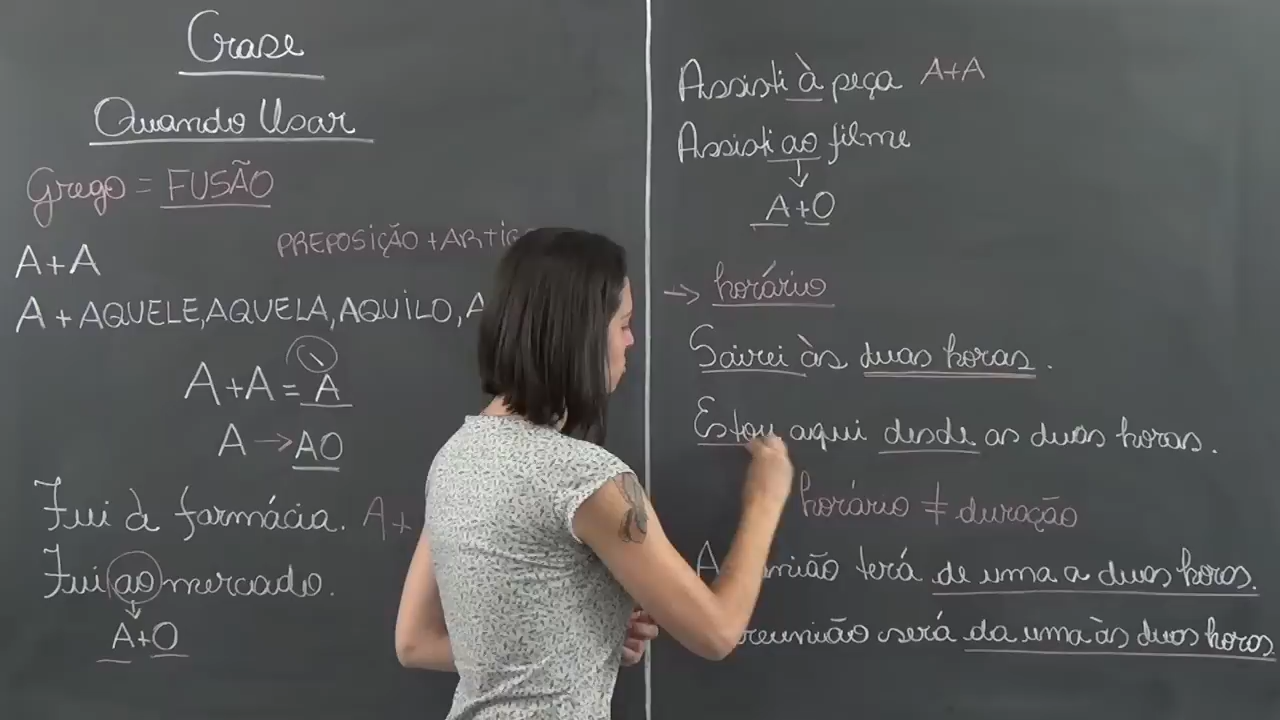 Crase
Quando Usar
Grego = FUSÃO
PREPOSIÇÃO +
A+A
A + AQUELE, AQUELA, AQUILO,
A+A = A
A → AO
Fui à farmácia. A+
Fui ao mercado.
A+O
Assisti à peça A+A
Assisti ao filme
A+O
→ horário
Sairei às duas horas.
Estou aqui desde as duas horas.
horário ≠ duração
A terá de uma a duas horas.
reunião será da uma às duas horas.